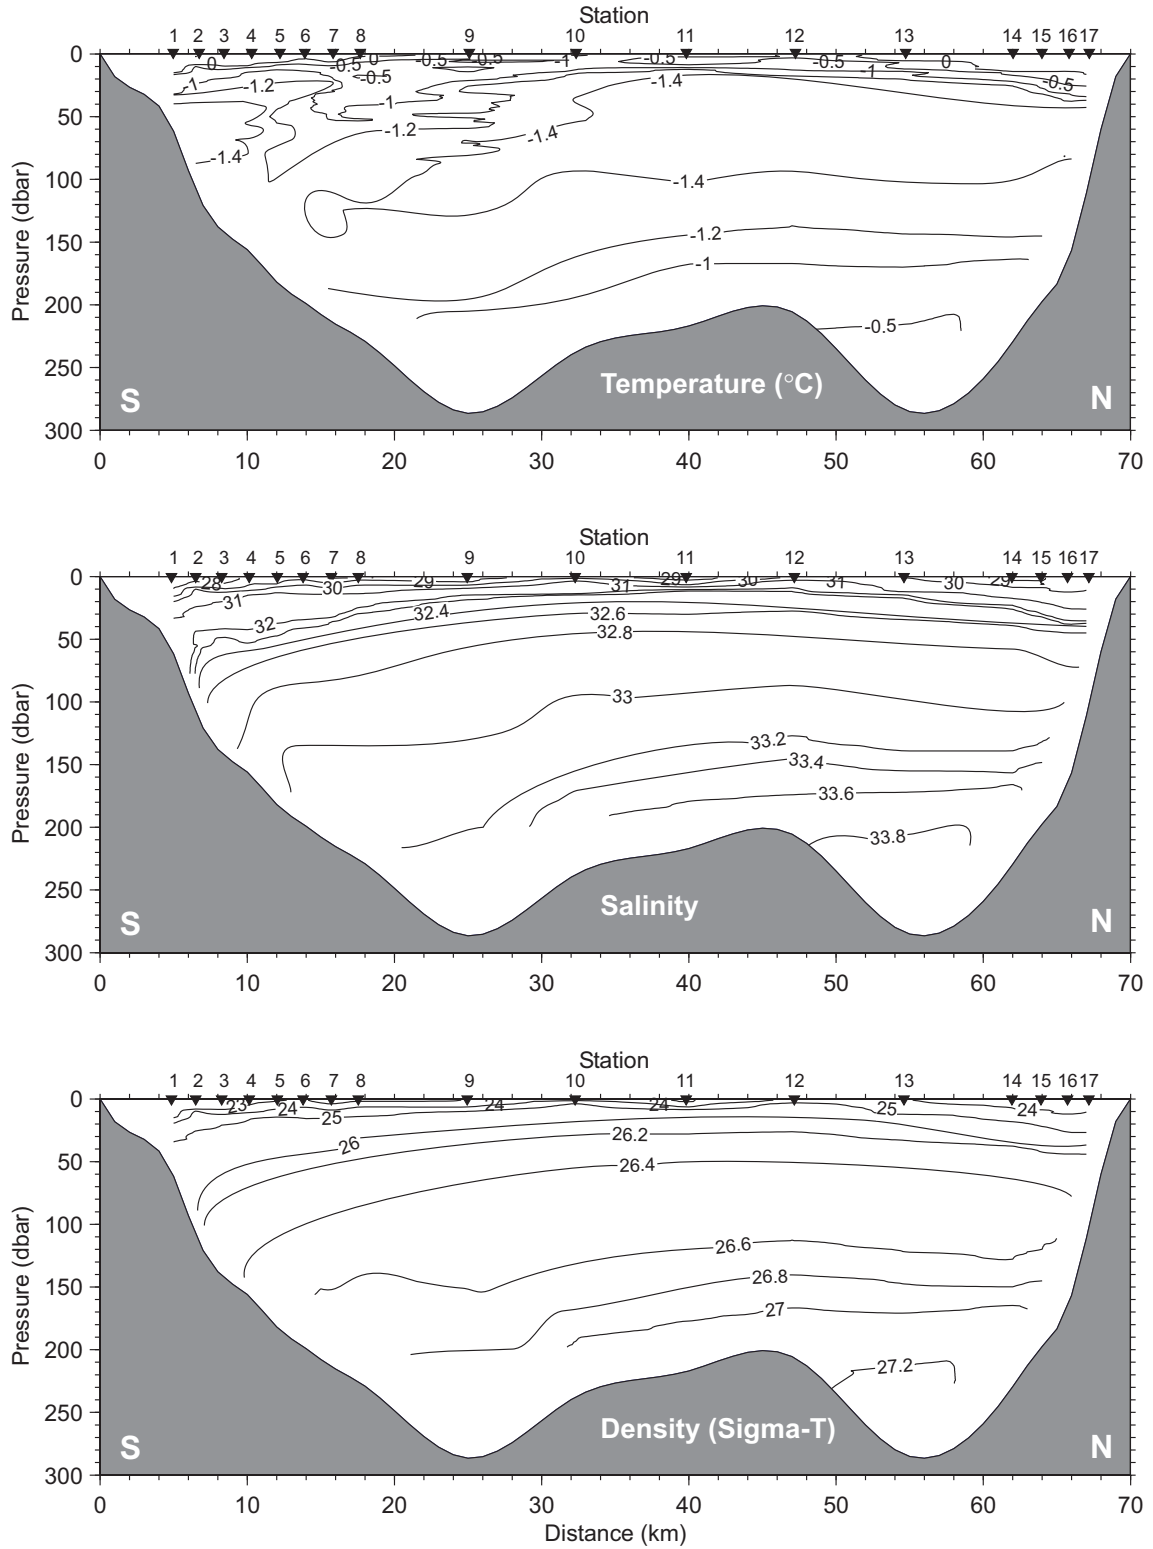 Station
1 2 3 4 5 6 7 8 9 10 11 12 13 14 15 16 17
0 0 -0.5 0 -0.5 -0.5 -1 -0.5 -0.5 0
-1 -1.2 -0.5 -1.4 -1 -0.5
-1
50 -1.2 -1.4
-1.4
100 -1.4
150 -1.2
-1
200
-0.5
250
300
Pressure (dbar)
S Temperature (°C) N
0 10 20 30 40 50 60 70
Station
1 2 3 4 5 6 7 8 9 10 11 12 13 14 15 16 17
0 28 30 29 31 29 30 31 30 29
31
32 32.4 32.6
50 32.8
100 33
150 33.2
33.4
33.6
200 33.8
250
300
Pressure (dbar)
S Salinity N
0 10 20 30 40 50 60 70
Station
1 2 3 4 5 6 7 8 9 10 11 12 13 14 15 16 17
0 23 24 25 24 24 25 24
26 26.2
50 26.4
100
26.6
150 26.8
27
200 27.2
250
300
Pressure (dbar)
S Density (Sigma-T) N
0 10 20 30 40 50 60 70
Distance (km)